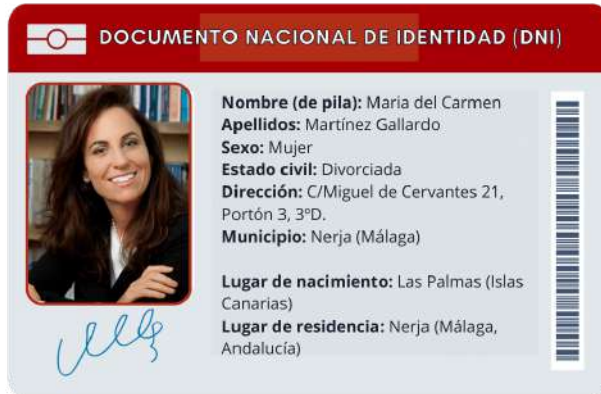 DOCUMENTO NACIONAL DE IDENTIDAD (DNI)
Nombre (de pila): Maria del Carmen
Apellidos: Martínez Gallardo
Sexo: Mujer
Estado civil: Divorciada
Dirección: C/Miguel de Cervantes 21,
Portón 3, 3ºD.
Municipio: Nerja (Málaga)
Lugar de nacimiento: Las Palmas (Islas
Canarias)
Lugar de residencia: Nerja (Málaga,
Andalucía)